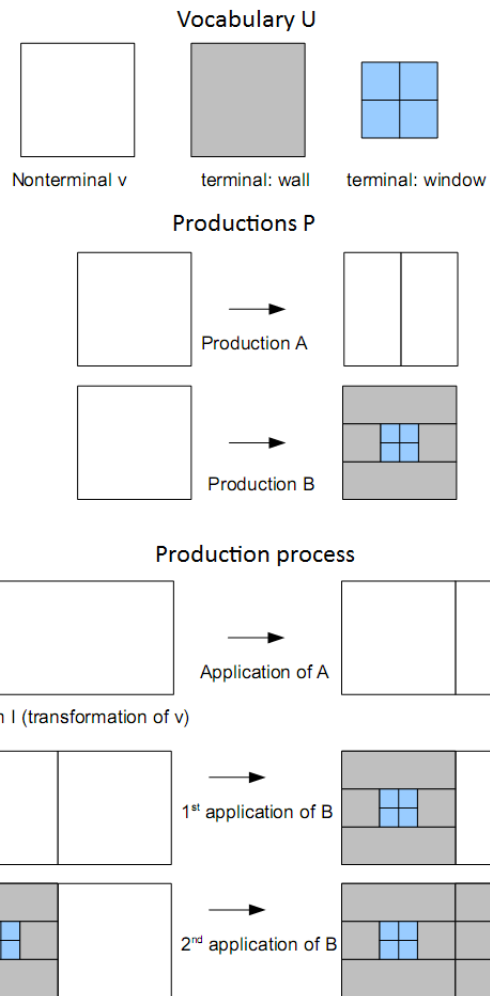 Vocabulary U
Nonterminal v
terminal: wall
terminal: window
Productions P
Production A
Production B
Production process
Application of A
I (transformation of v)
1st application of B
2nd application of B